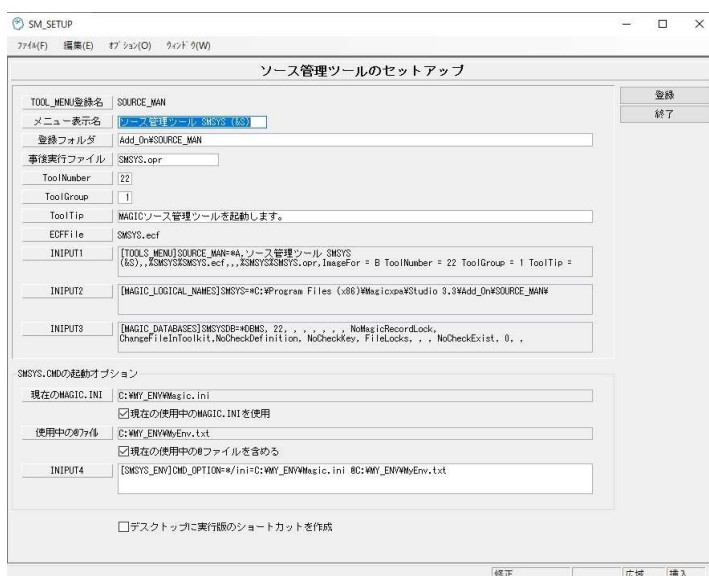 SM_SETUP
ファイル(F) 編集(E) オプション(O) ウィンドウ(W)
ソース管理ツールのセットアップ
登録
終了
TOOL_MENU登録名 SOURCE_MAN
メニュー表示名 ソース管理ツール SMSYS (&S)
登録フォルダ Add_On¥SOURCE_MAN
事後実行ファイル SMSYS.opr
ToolNumber 22
ToolGroup 1
ToolTip MAGICソース管理ツールを起動します。
ECFFile SMSYS.ecf
INIPUT1 [TOOLS_MENU]SOURCE_MAN=*A,ソース管理ツール SMSYS
(&S),,%SMSYS%SMSYS.ecf,,,%SMSYS%SMSYS.opr,ImageFor = B ToolNumber = 22 ToolGroup = 1 ToolTip =
INIPUT2 [MAGIC_LOGICAL_NAMES]SMSYS=*C:¥Program Files (x86)¥Magicxpa¥Studio 3.3¥Add_On¥SOURCE_MAN¥
INIPUT3 [MAGIC_DATABASES]SMSYSDB=*DBMS, 22, , , , , , , NoMagicRecordLock,
ChangeFileInToolkit,NoCheckDefinition, NoCheckKey, FileLocks, , , NoCheckExist, 0, ,
SMSYS.CMDの起動オプション
現在のMAGIC.INI C:¥MY_ENV¥Magic.ini
現在の使用中のMAGIC.INIを使用
使用中の@ファイル C:¥MY_ENV¥MyEnv.txt
現在の使用中の@ファイルを含める
INIPUT4 [SMSYS_ENV]CMD_OPTION=*/ini=C:¥MY_ENV¥Magic.ini @C:¥MY_ENV¥MyEnv.txt
デスクトップに実行版のショートカットを作成
修正 広域 挿入